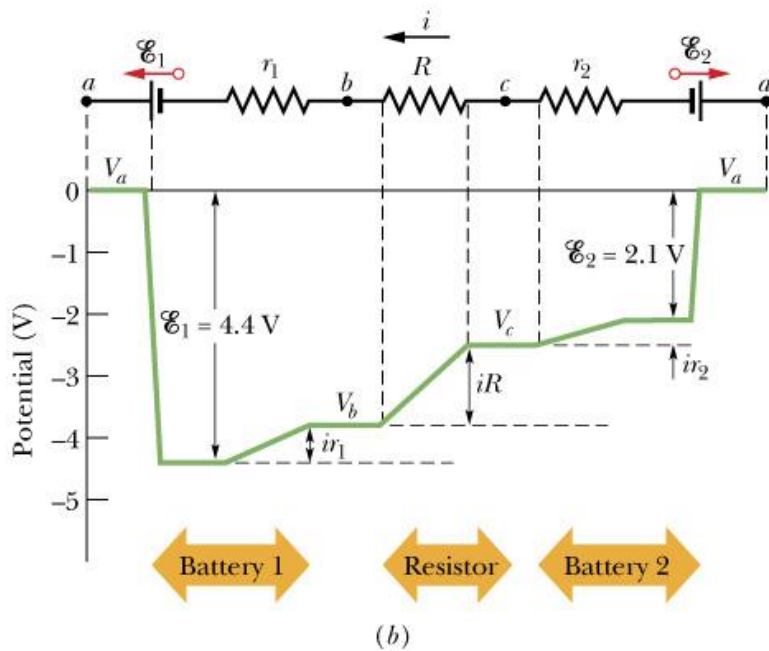 i
ℰ1 ℰ2
a r1 b R c r2 a
Va Va
0
−1
ℰ2 = 2.1 V
−2
ℰ1 = 4.4 V
Vc
−3
iR
ir2
Vb
−4
ir1
−5
Potential (V)
Battery 1 Resistor Battery 2
(b)